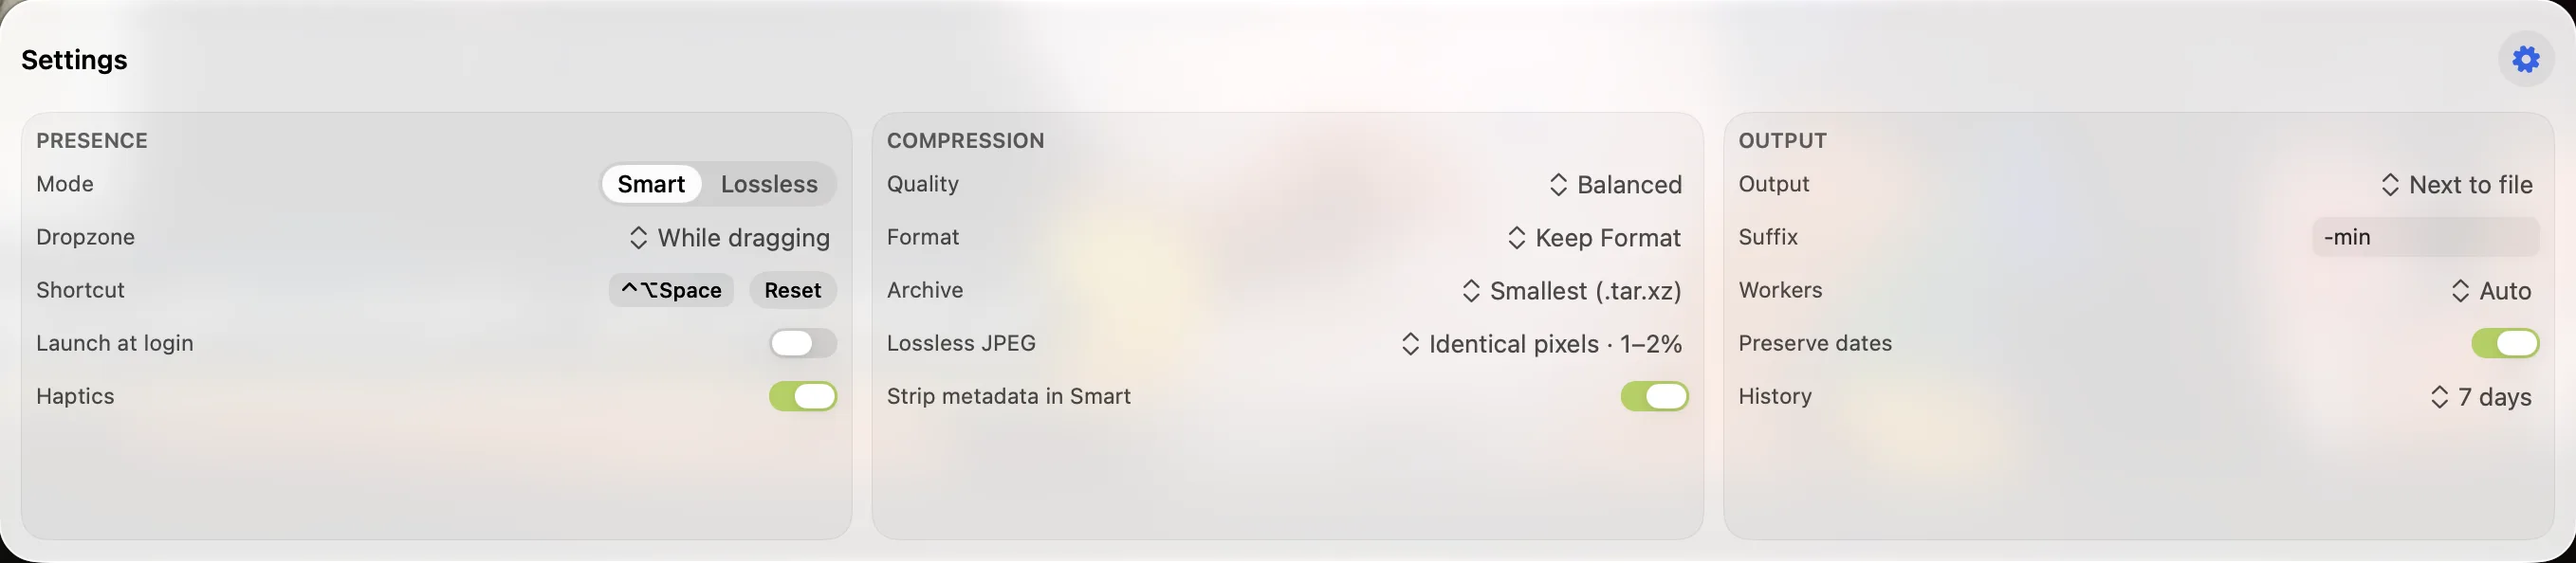 Settings
PRESENCE
Mode Smart Lossless
Dropzone While dragging
Shortcut ^⌥Space Reset
Launch at login
Haptics
COMPRESSION
Quality Balanced
Format Keep Format
Archive Smallest (.tar.xz)
Lossless JPEG Identical pixels · 1–2%
Strip metadata in Smart
OUTPUT
Output Next to file
Suffix -min
Workers Auto
Preserve dates
History 7 days